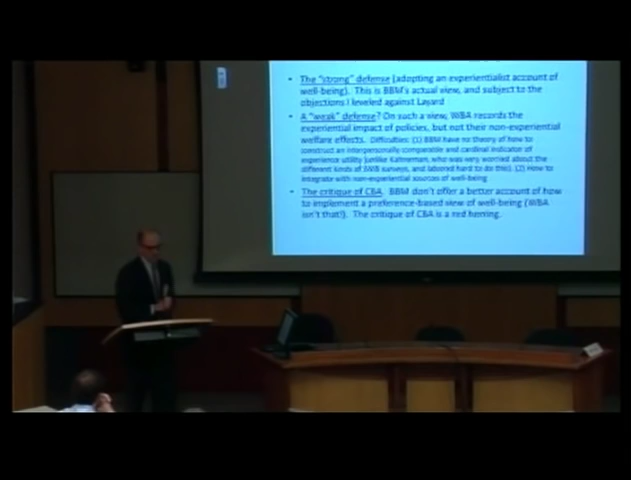 • The "strong" defense (adopting an experientialist account of
well-being). This is BBM's actual view, and subject to the
objections I leveled against Layard
• A "weak" defense? On such a view, WBA records the
experiential impact of policies, but not their non-experiential
welfare effects. Difficulties: (1) BBM have no theory of how to
construct an interpersonally comparable and cardinal indicator of
experience utility (unlike Kahneman, who was very worried about the
different kinds of SWB surveys, and labored hard to do this). (2) How to
integrate with non-experiential sources of well-being
• The critique of CBA. BBM don't offer a better account of how
to implement a preference-based view of well-being (WBA
isn't that!). The critique of CBA is a red herring.